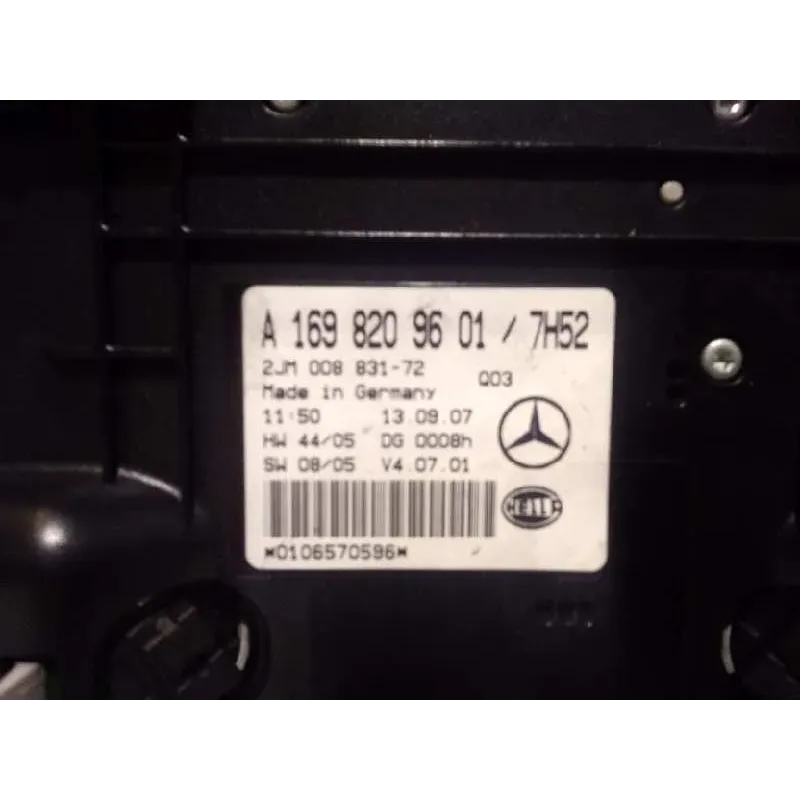 A 169 820 96 01 / 7H52
2JM 008 831-72
Q03
Made in Germany
11:50 13.09.07
HW 44/05 DG 0008h
SW 08/05 V4.07.01
HELLA
*0106570596*